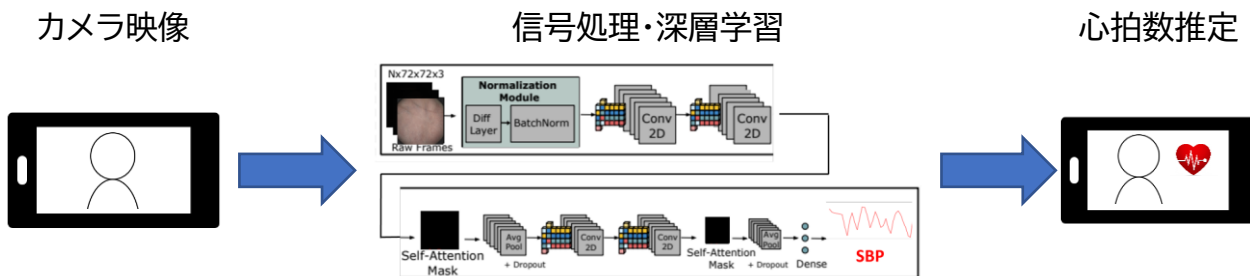 カメラ映像
信号処理・深層学習
心拍数推定
Nx72x72x3
Raw Frames
Normalization
Module
Diff
Layer
BatchNorm
Conv
2D
Conv
2D
Self-Attention
Mask
Avg
Pool
+ Dropout
Conv
2D
Conv
2D
Self-Attention
Mask
Avg
Pool
+ Dropout
Dense
SBP